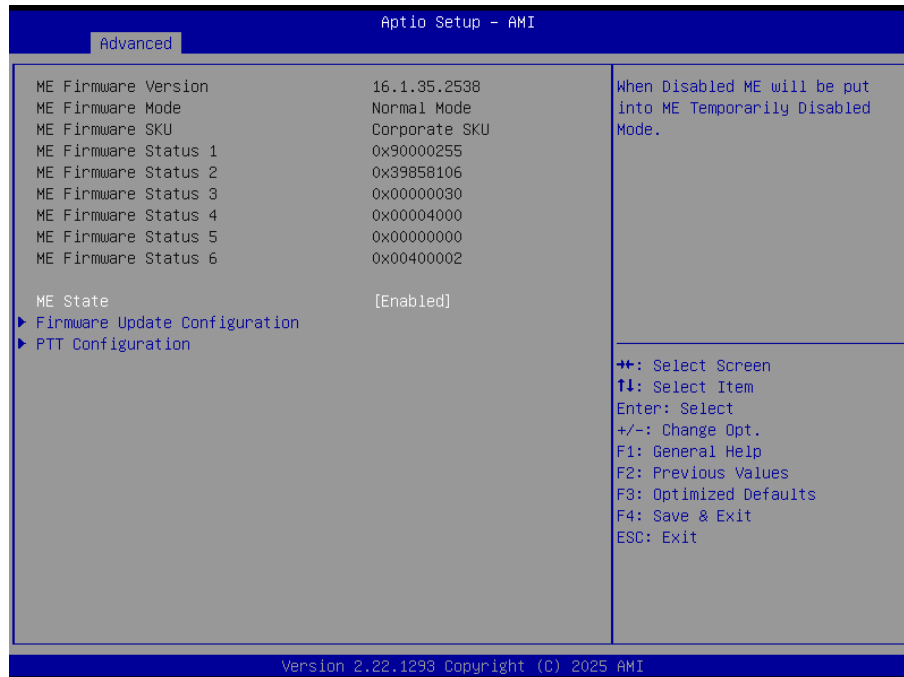 Aptio Setup – AMI
Advanced
ME Firmware Version 16.1.35.2538
ME Firmware Mode Normal Mode
ME Firmware SKU Corporate SKU
ME Firmware Status 1 0x90000255
ME Firmware Status 2 0x39858106
ME Firmware Status 3 0x00000030
ME Firmware Status 4 0x00004000
ME Firmware Status 5 0x00000000
ME Firmware Status 6 0x00400002
ME State [Enabled]
Firmware Update Configuration
PTT Configuration
When Disabled ME will be put
into ME Temporarily Disabled
Mode.
→←: Select Screen
↑↓: Select Item
Enter: Select
+/-: Change Opt.
F1: General Help
F2: Previous Values
F3: Optimized Defaults
F4: Save & Exit
ESC: Exit
Version 2.22.1293 Copyright (C) 2025 AMI